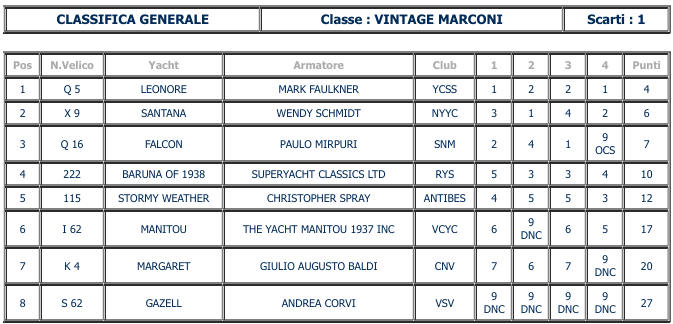 CLASSIFICA GENERALE Classe : VINTAGE MARCONI Scarti : 1
Pos N.Velico Yacht Armatore Club 1 2 3 4 Punti
1 Q 5 LEONORE MARK FAULKNER YCSS 1 2 2 1 4
2 X 9 SANTANA WENDY SCHMIDT NYYC 3 1 4 2 6
3 Q 16 FALCON PAULO MIRPURI SNM 2 4 1 9 OCS 7
4 222 BARUNA OF 1938 SUPERYACHT CLASSICS LTD RYS 5 3 3 4 10
5 115 STORMY WEATHER CHRISTOPHER SPRAY ANTIBES 4 5 5 3 12
6 I 62 MANITOU THE YACHT MANITOU 1937 INC VCYC 6 9 DNC 6 5 17
7 K 4 MARGARET GIULIO AUGUSTO BALDI CNV 7 6 7 9 DNC 20
8 S 62 GAZELL ANDREA CORVI VSV 9 DNC 9 DNC 9 DNC 9 DNC 27